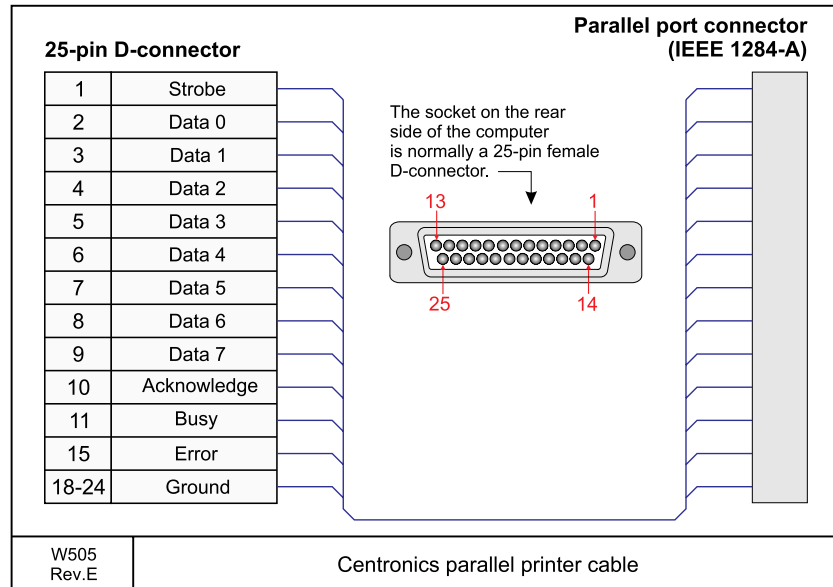 Parallel port connector
(IEEE 1284-A)
25-pin D-connector
1 Strobe
2 Data 0
3 Data 1
4 Data 2
5 Data 3
6 Data 4
7 Data 5
8 Data 6
9 Data 7
10 Acknowledge
11 Busy
15 Error
18-24 Ground
The socket on the rear
side of the computer
is normally a 25-pin female
D-connector.
13 1
25 14
W505
Rev.E
Centronics parallel printer cable